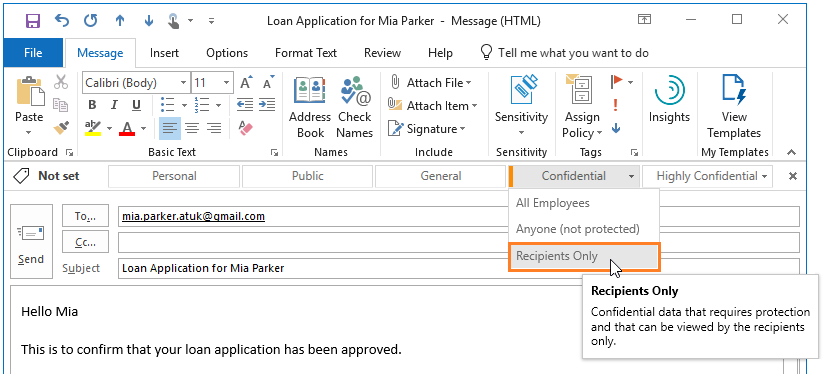 Loan Application for Mia Parker - Message (HTML)
File Message Insert Options Format Text Review Help Tell me what you want to do
Paste
Clipboard
Calibri (Body) 11
B I U
ab A
Basic Text
Address Book
Check Names
Names
Attach File
Attach Item
Signature
Include
Sensitivity
Sensitivity
Assign Policy
Tags
Insights
View Templates
My Templates
Not set Personal Public General Confidential Highly Confidential
All Employees
Anyone (not protected)
Recipients Only
Recipients Only
Confidential data that requires protection
and that can be viewed by the recipients
only.
Send
To... mia.parker.atuk@gmail.com
Cc...
Subject Loan Application for Mia Parker
Hello Mia
This is to confirm that your loan application has been approved.